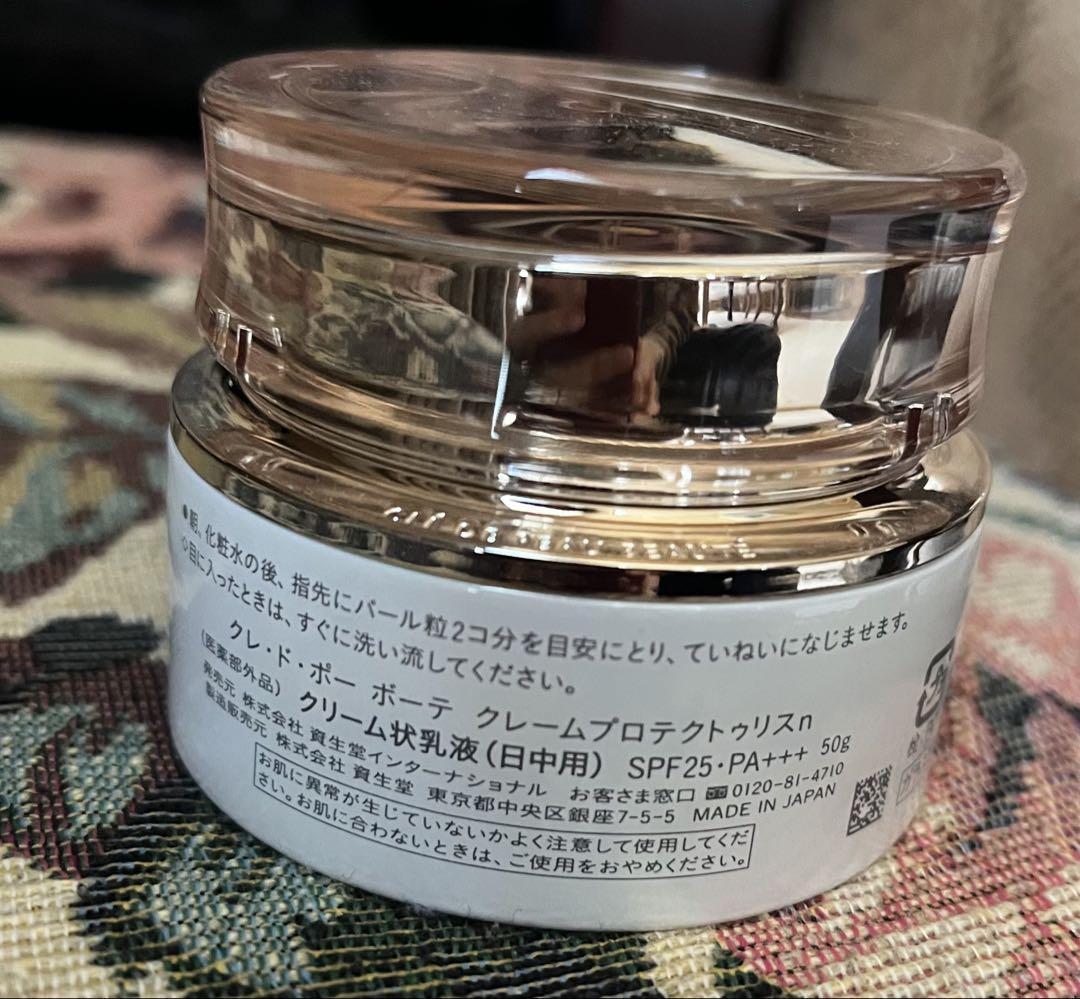 CLÉ DE PEAU BEAUTÉ
●朝、化粧水の後、指先にパール粒2コ分を目安にとり、ていねいになじませます。
◇目に入ったときは、すぐに洗い流してください。
クレ・ド・ポー ボーテ クレームプロテクトゥリスn
(医薬部外品) クリーム状乳液(日中用) SPF25・PA+++ 50g
発売元 株式会社 資生堂インターナショナル お客さま窓口 0120-81-4710
製造販売元 株式会社 資生堂 東京都中央区銀座7-5-5 MADE IN JAPAN
お肌に異常が生じていないかよく注意して使用してくだ
さい。お肌に合わないときは、ご使用をおやめください。